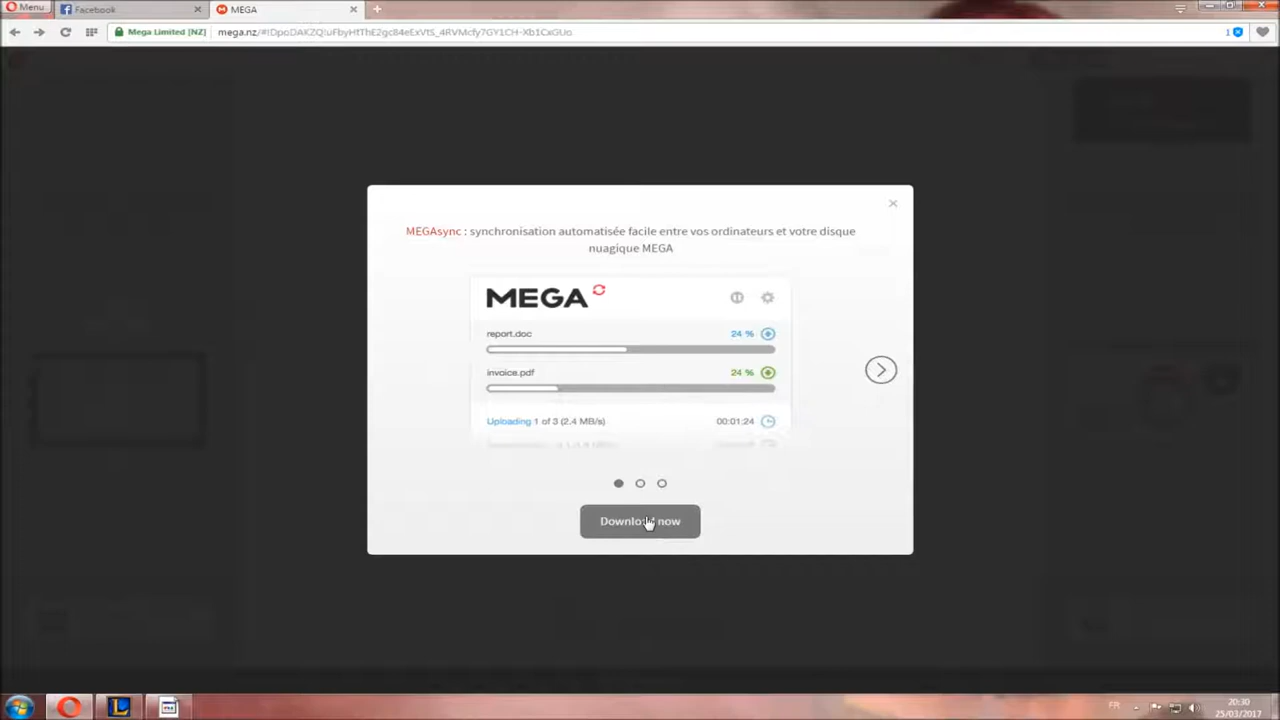 Menu
Facebook
MEGA
Mega Limited [NZ]
1
MEGAsync : synchronisation automatisée facile entre vos ordinateurs et votre disque
nuagique MEGA
MEGA
report.doc 24 %
invoice.pdf 24 %
Uploading 1 of 3 (2.4 MB/s) 00:01:24
Download now
FR
20:30
25/03/2017